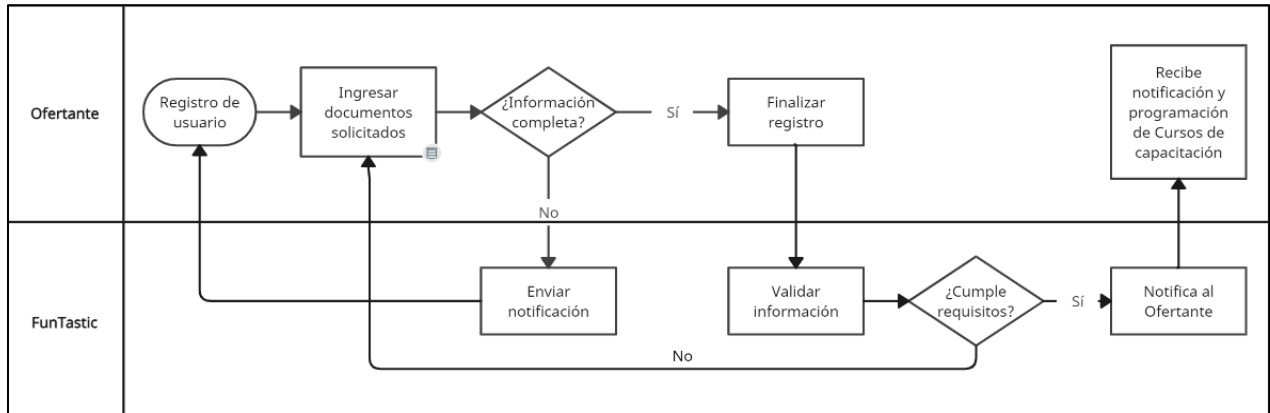 Ofertante
Registro de
usuario
Ingresar
documentos
solicitados
¿Información
completa?
Sí
Finalizar
registro
Recibe
notificación y
programación
de Cursos de
capacitación
No
FunTastic
Enviar
notificación
Validar
información
¿Cumple
requisitos?
Sí
Notifica al
Ofertante
No